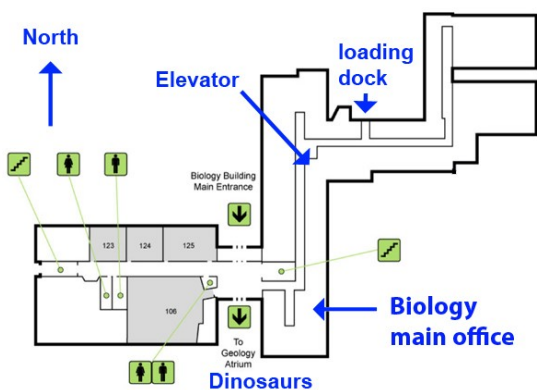 North
loading
dock
Elevator
Biology Building
Main Entrance
123
124
125
106
Biology
main office
To
Geology
Atrium
Dinosaurs